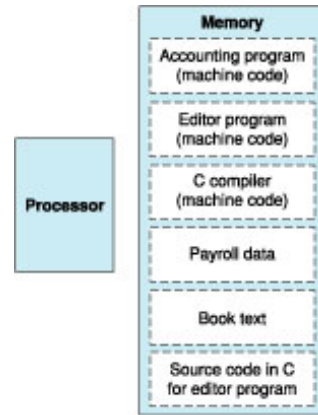 Memory
Accounting program
(machine code)
Editor program
(machine code)
C compiler
(machine code)
Processor
Payroll data
Book text
Source code in C
for editor program